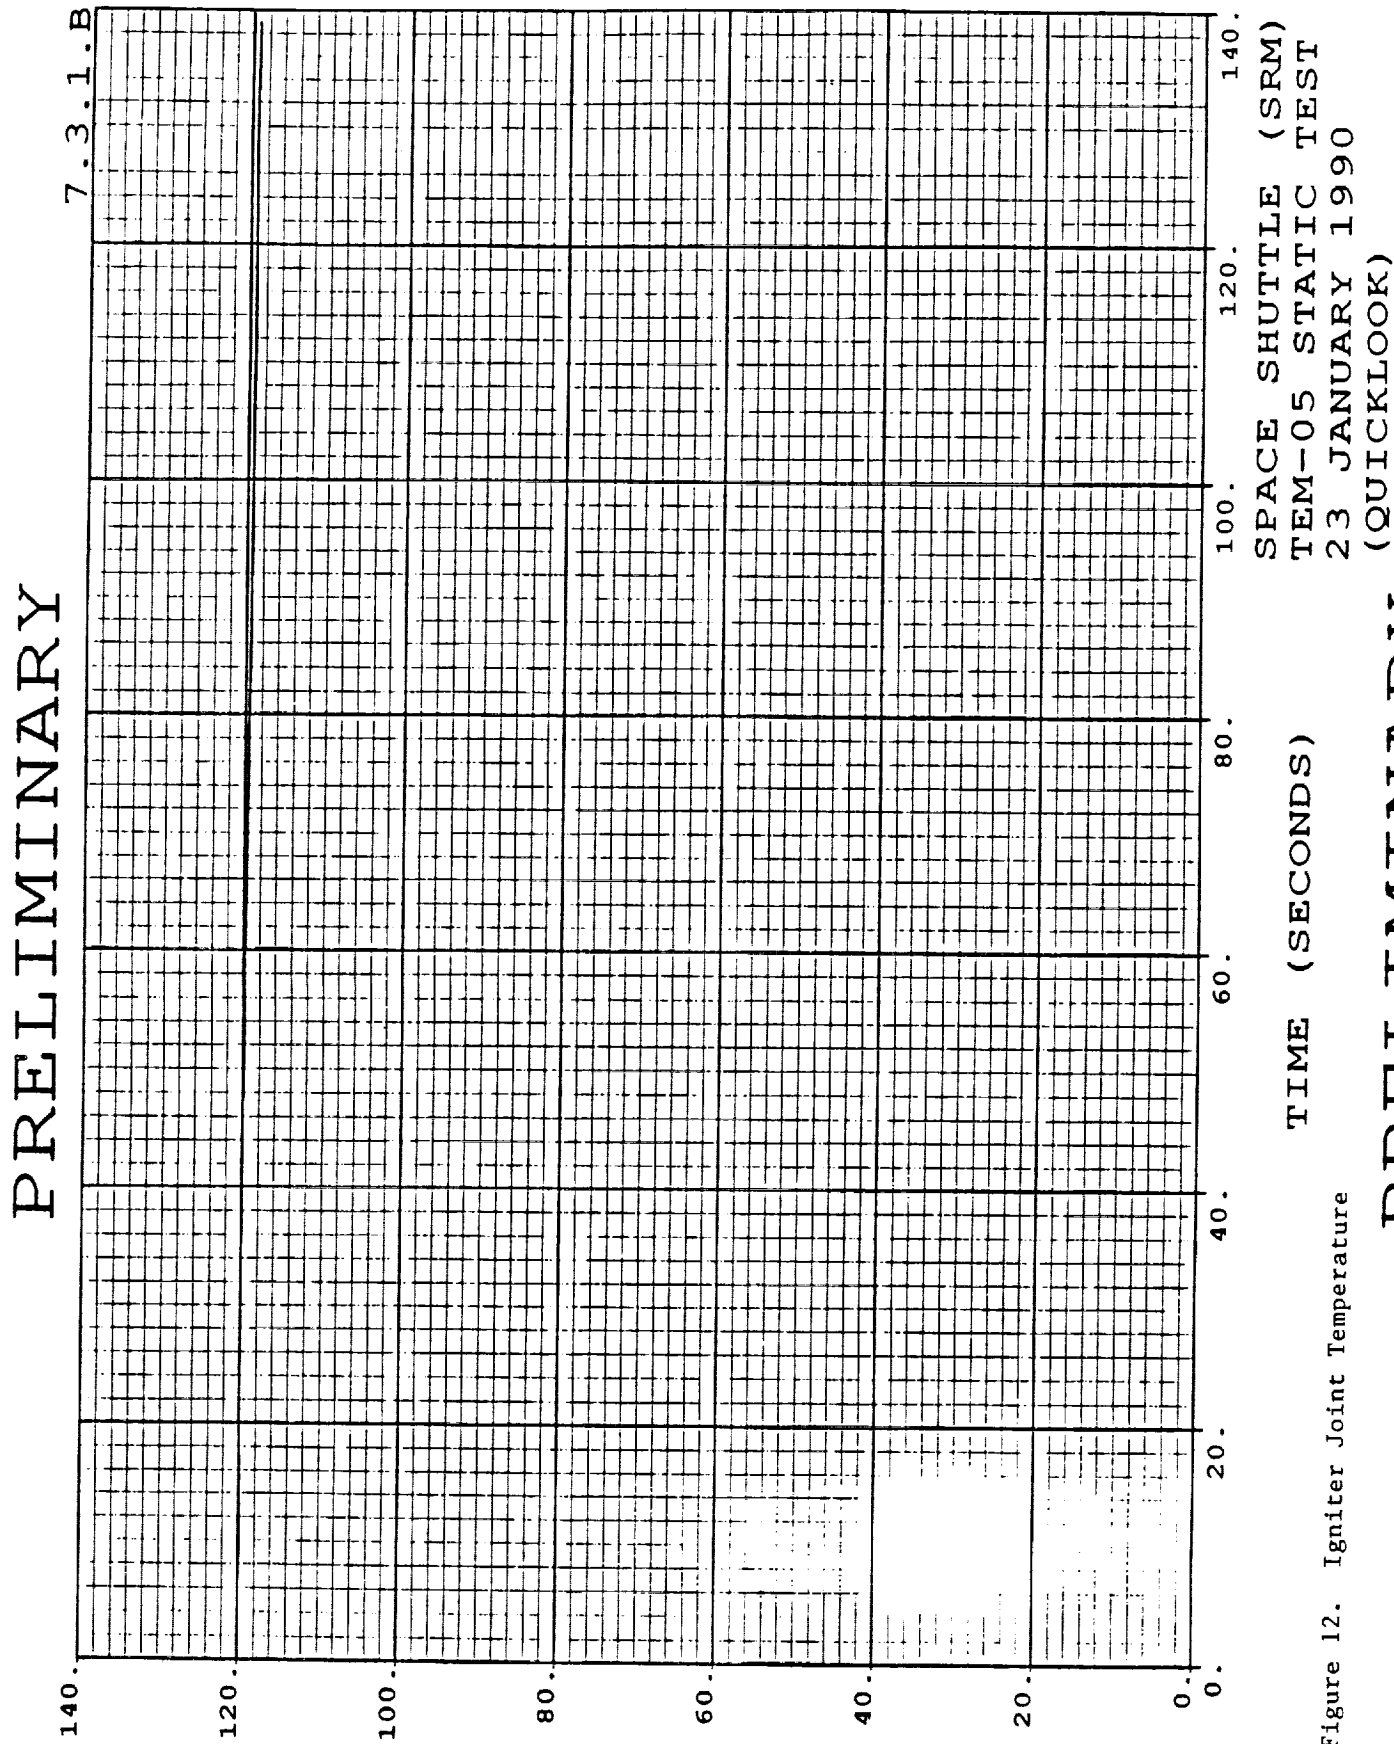 PRELIMINARY
7.3.1.B
140.
120.
100.
80.
60.
40.
20.
0.
0.
20.
40.
60.
80.
100.
120.
140.
TIME (SECONDS)
SPACE SHUTTLE (SRM)
TEM-05 STATIC TEST
23 JANUARY 1990
(QUICKLOOK)
Figure 12. Igniter Joint Temperature
PRELIMINARY